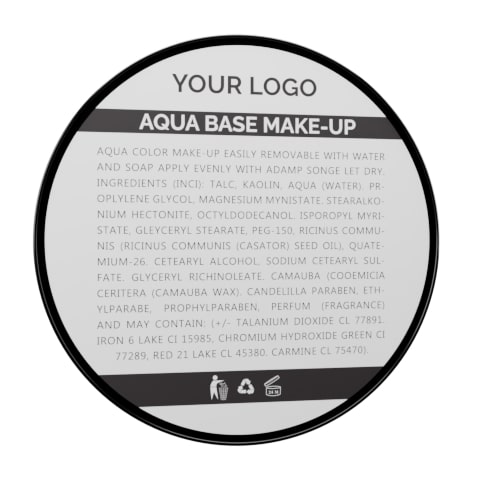 YOUR LOGO
AQUA BASE MAKE-UP
AQUA COLOR MAKE-UP EASILY REMOVABLE WITH WATER
AND SOAP APPLY EVENLY WITH ADAMP SONGE LET DRY.
INGREDIENTS (INCI): TALC, KAOLIN, AQUA (WATER). PR-
OPLYLENE GLYCOL. MAGNESIUM MYNISTATE. STEARALKO-
NIUM HECTONITE, OCTYLDODECANOL. ISPOROPYL MYRI-
STATE, GLEYCERYL STEARATE, PEG-150, RICINUS COMMU-
NIS (RICINUS COMMUNIS (CASATOR) SEED OIL), QUATE-
MIUM-26. CETEARYL ALCOHOL, SODIUM CETEARYL SUL-
FATE. GLYCERYL RICHINOLEATE. CAMAUBA (COOEMICIA
CERITERA (CAMAUBA WAX). CANDELILLA PARABEN, ETH-
YLPARABE, PROPHYLPARABEN, PERFUM (FRAGRANCE)
AND MAY CONTAIN: (+/- TALANIUM DIOXIDE CL 77891.
IRON 6 LAKE CI 15985, CHROMIUM HYDROXIDE GREEN CI
77289, RED 21 LAKE CL 45380. CARMINE CL 75470).
24 M